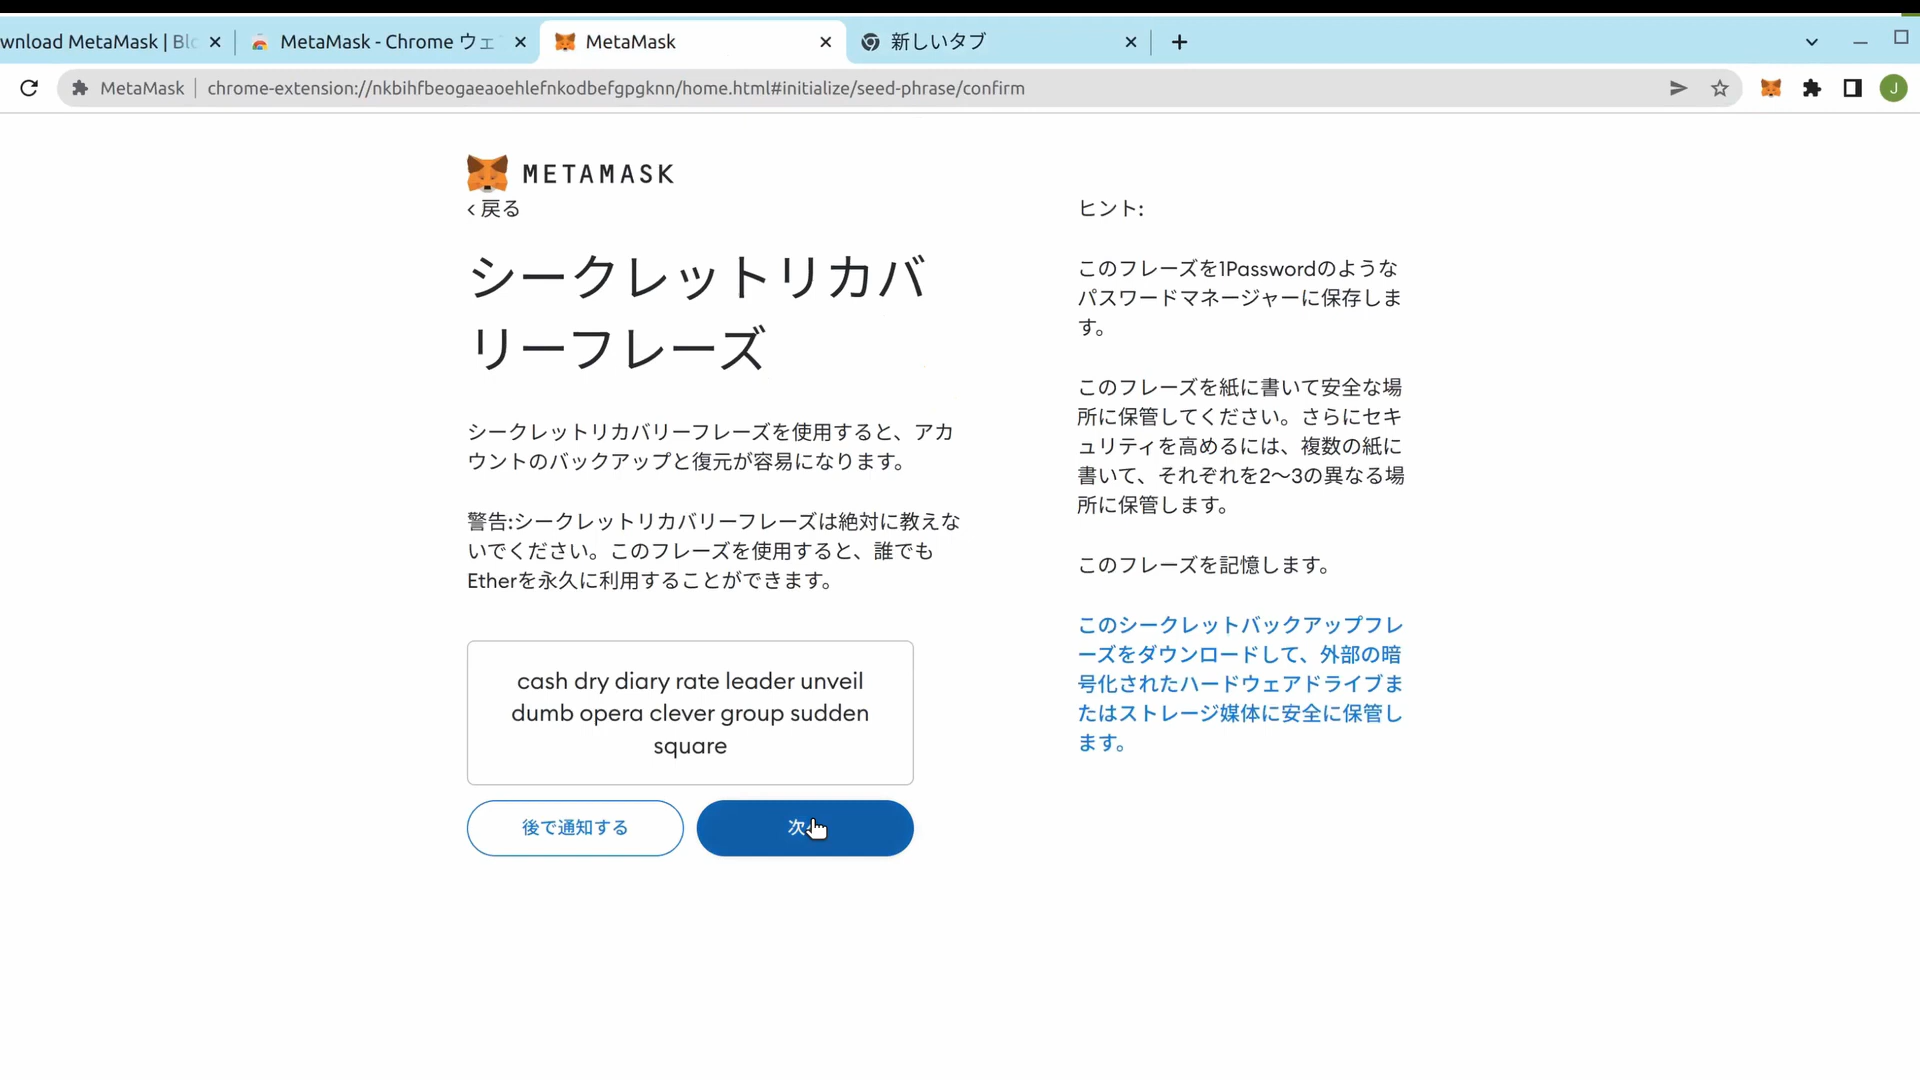 wnload MetaMask | Blo
MetaMask - Chrome ウェ
MetaMask
新しいタブ
MetaMask
chrome-extension://nkbihfbeogaeaoehlefnkodbefgpgknn/home.html#initialize/seed-phrase/confirm
J
METAMASK
< 戻る
シークレットリカバ
リーフレーズ
シークレットリカバリーフレーズを使用すると、アカ
ウントのバックアップと復元が容易になります。
警告:シークレットリカバリーフレーズは絶対に教えな
いでください。このフレーズを使用すると、誰でも
Etherを永久に利用することができます。
cash dry diary rate leader unveil
dumb opera clever group sudden
square
後で通知する
次
ヒント:
このフレーズを1Passwordのような
パスワードマネージャーに保存しま
す。
このフレーズを紙に書いて安全な場
所に保管してください。さらにセキ
ュリティを高めるには、複数の紙に
書いて、それぞれを2〜3の異なる場
所に保管します。
このフレーズを記憶します。
このシークレットバックアップフレ
ーズをダウンロードして、外部の暗
号化されたハードウェアドライブま
たはストレージ媒体に安全に保管し
ます。